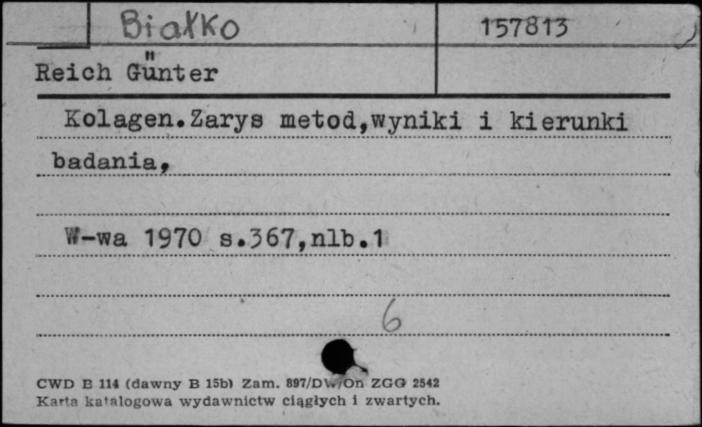 Białko 157813
Reich Günter
Kolagen.Zarys metod,wyniki i kierunki
badania,
W-wa 1970 s.367,nlb.1
6
CWD B 114 (dawny B 15b) Zam. 897/DW/On ZGG 2542
Karta katalogowa wydawnictw ciągłych i zwartych.